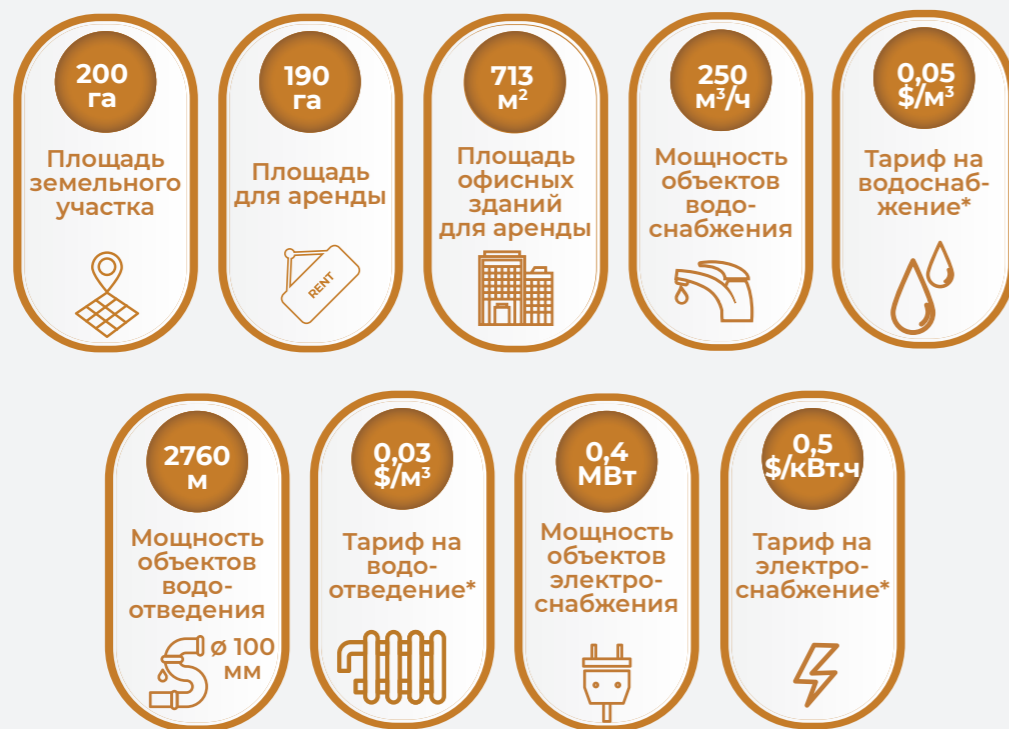 200
га
Площадь
земельного
участка
190
га
Площадь
для аренды
RENT
713
м²
Площадь
офисных
зданий
для аренды
250
м³/ч
Мощность
объектов
водо-
снабжения
0,05
$/м³
Тариф на
водоснаб-
жение*
2760
м
Мощность
объектов
водо-
отведения
ø 100
мм
0,03
$/м³
Тариф на
водо-
отведение*
0,4
МВт
Мощность
объектов
электро-
снабжения
0,5
$/кВт.ч
Тариф на
электро-
снабжение*